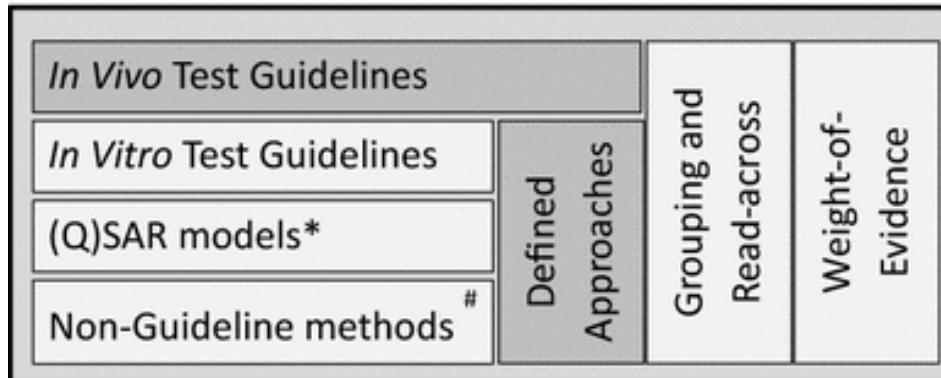 In Vivo Test Guidelines
In Vitro Test Guidelines
(Q)SAR models*
Non-Guideline methods #
Defined
Approaches
Grouping and
Read-across
Weight-of-
Evidence